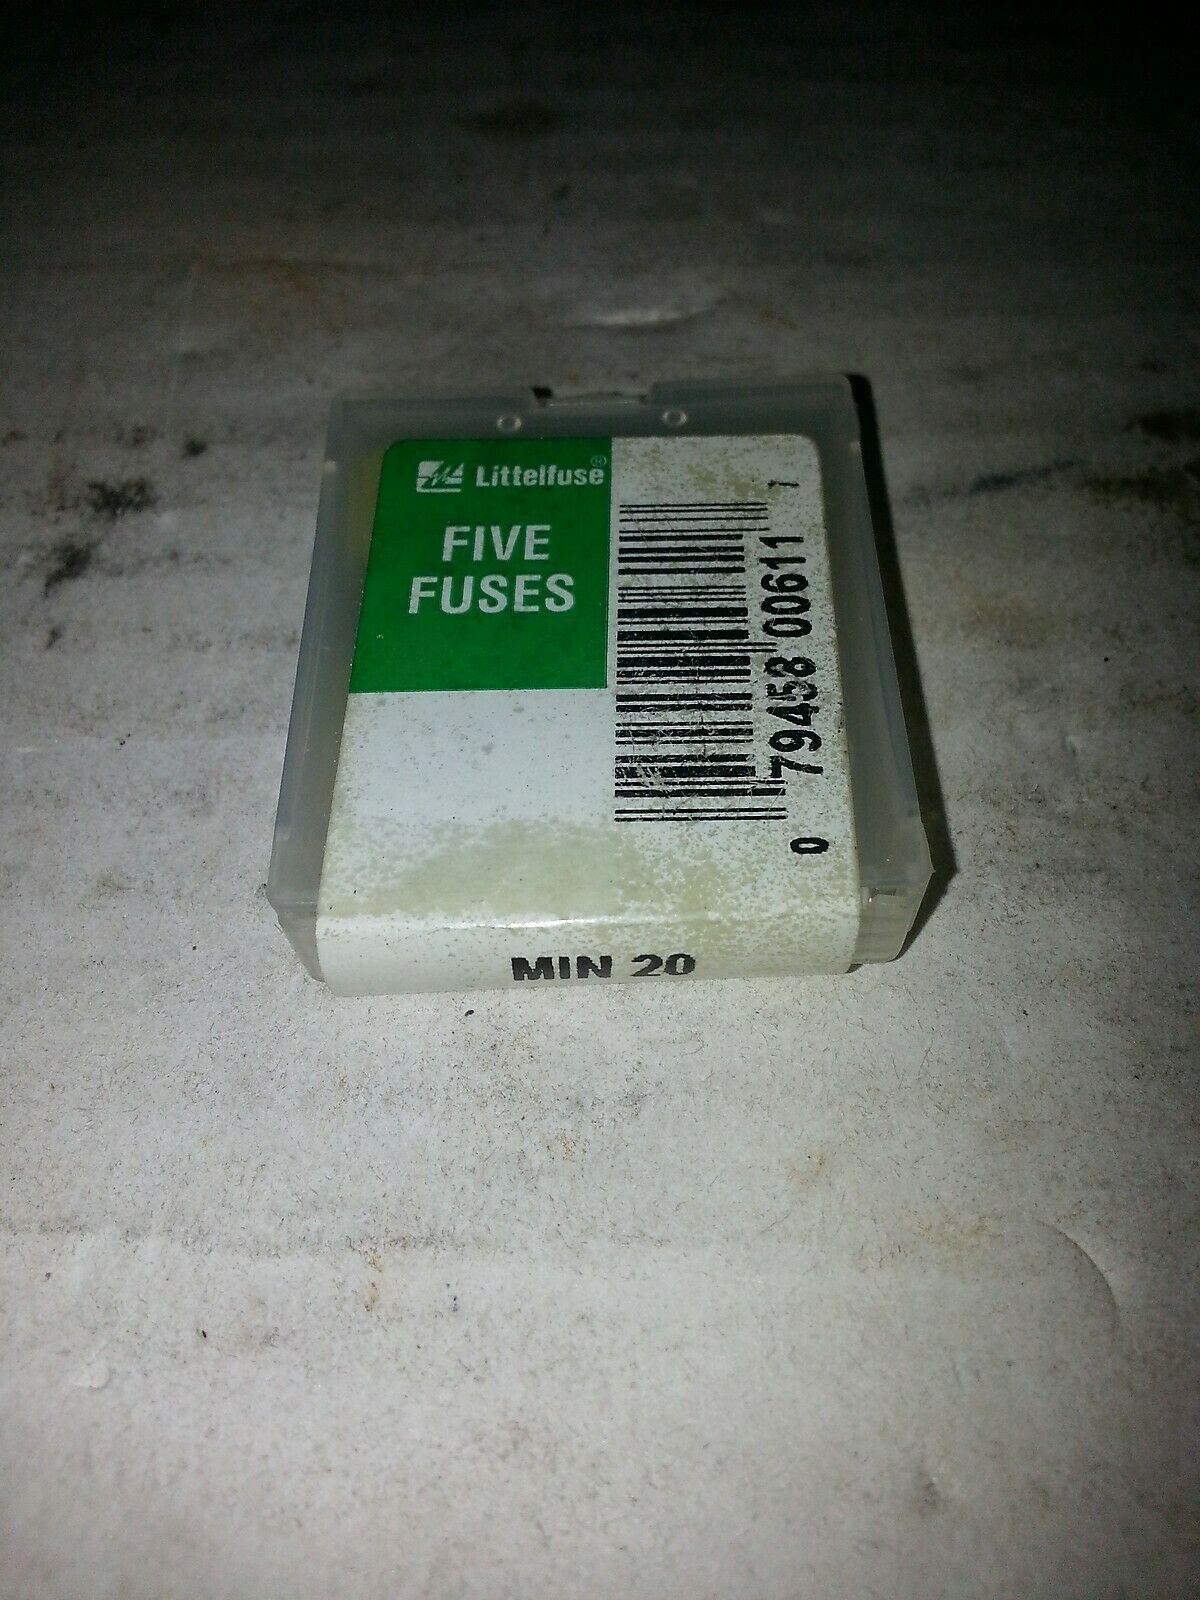 Littelfuse®
FIVE
FUSES
0 79458 00611 1
MIN 20